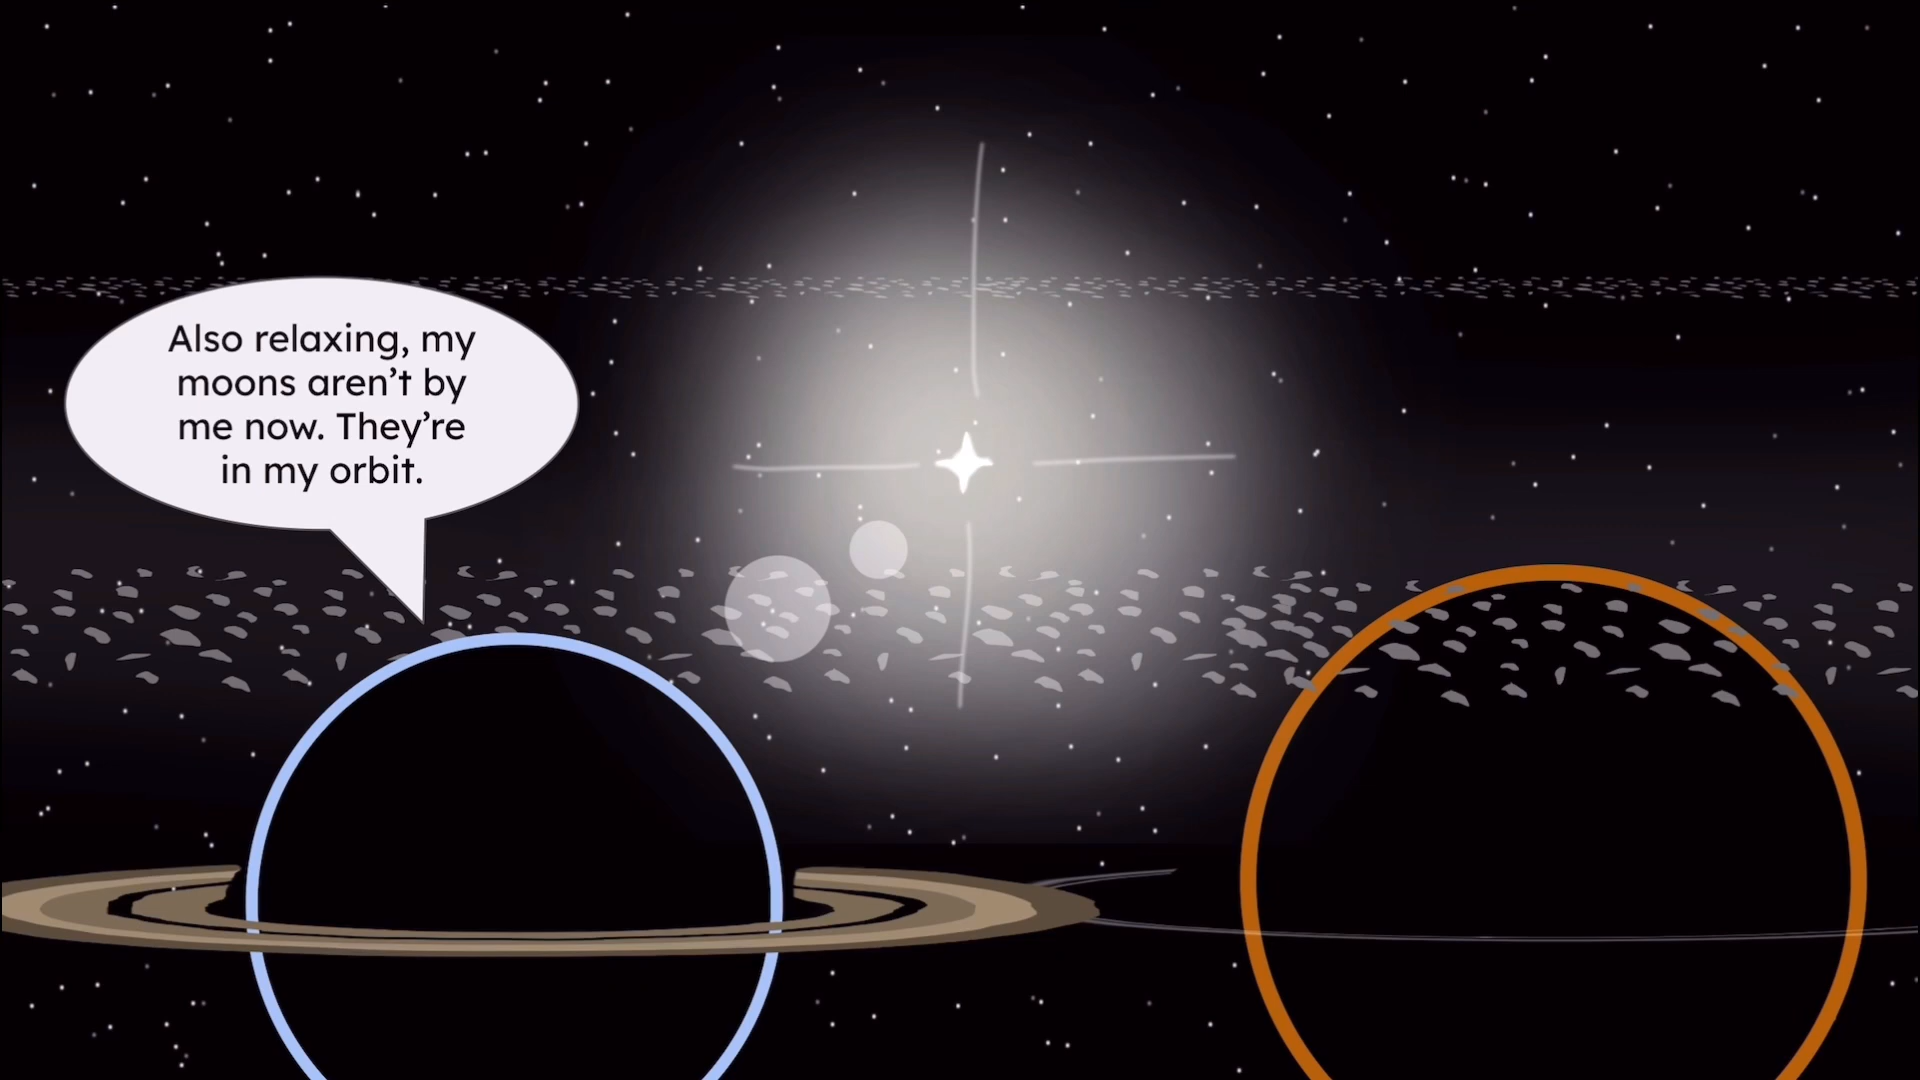 Also relaxing, my
moons aren’t by
me now. They’re
in my orbit.